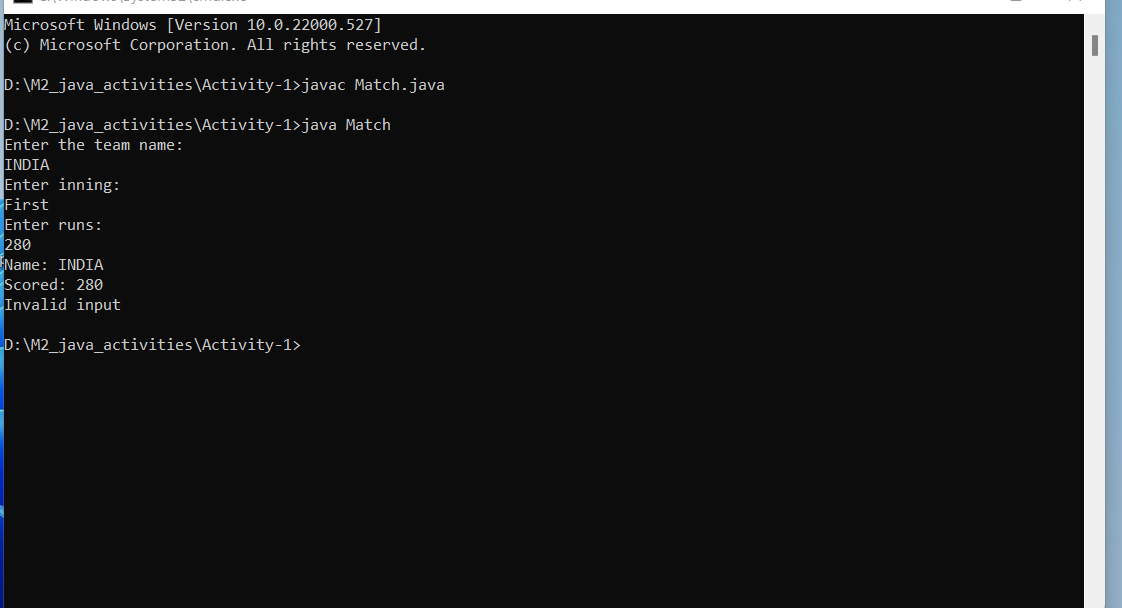 Microsoft Windows [Version 10.0.22000.527]
(c) Microsoft Corporation. All rights reserved.
D:\M2_java_activities\Activity-1>javac Match.java
D:\M2_java_activities\Activity-1>java Match
Enter the team name:
INDIA
Enter inning:
First
Enter runs:
280
Name: INDIA
Scored: 280
Invalid input
D:\M2_java_activities\Activity-1>